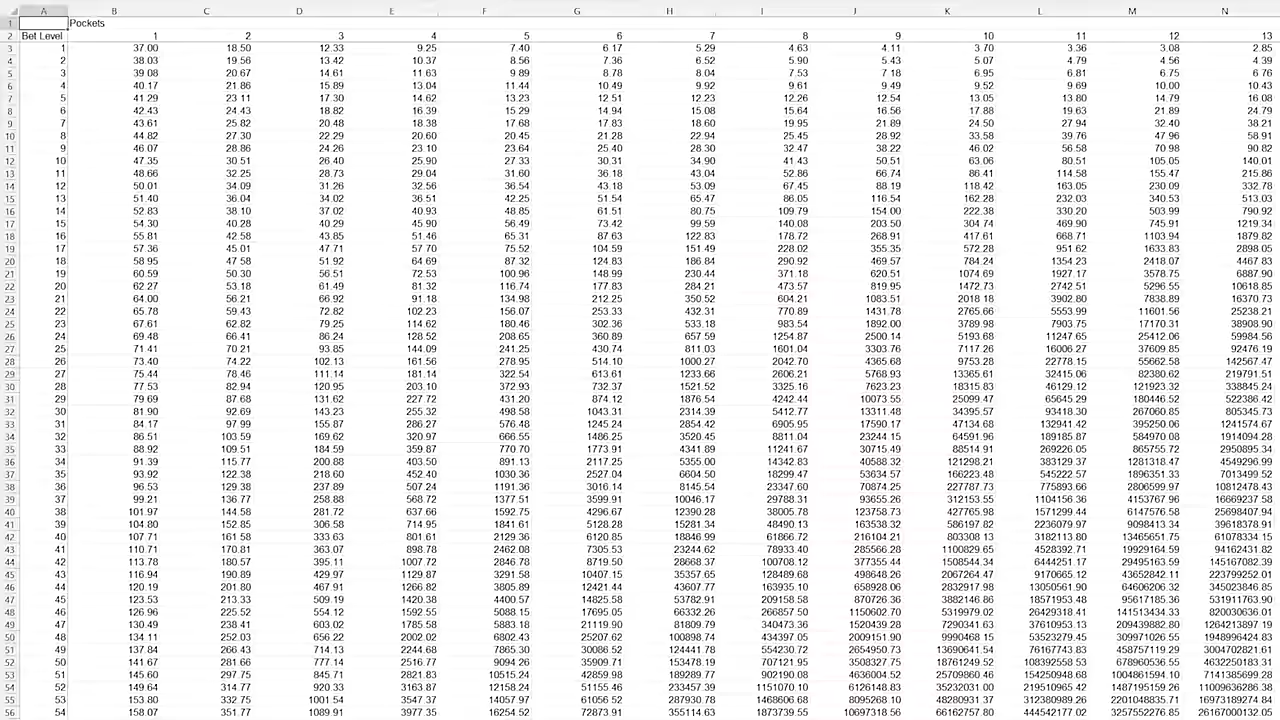 A B C D E F G H I J K L M N
1 Pockets
2 Bet Level 1 2 3 4 5 6 7 8 9 10 11 12 13
3 1 37.00 18.50 12.33 9.25 7.40 6.17 5.29 4.63 4.11 3.70 3.36 3.08 2.85
4 2 38.03 19.56 13.42 10.37 8.56 7.36 6.52 5.90 5.43 5.07 4.79 4.56 4.39
5 3 39.08 20.67 14.61 11.63 9.89 8.78 8.04 7.53 7.18 6.95 6.81 6.75 6.76
6 4 40.17 21.86 15.89 13.04 11.44 10.49 9.92 9.61 9.49 9.52 9.69 10.00 10.43
7 5 41.29 23.11 17.30 14.62 13.23 12.51 12.23 12.26 12.54 13.05 13.80 14.79 16.08
8 6 42.43 24.43 18.82 16.39 15.29 14.94 15.08 15.64 16.56 17.88 19.63 21.89 24.79
9 7 43.61 25.82 20.48 18.38 17.68 17.83 18.60 19.95 21.89 24.50 27.94 32.40 38.21
10 8 44.82 27.30 22.29 20.60 20.45 21.28 22.94 25.45 28.92 33.58 39.76 47.96 58.91
11 9 46.07 28.86 24.26 23.10 23.64 25.40 28.30 32.47 38.22 46.02 56.58 70.98 90.82
12 10 47.35 30.51 26.40 25.90 27.33 30.31 34.90 41.43 50.51 63.06 80.51 105.05 140.01
13 11 48.66 32.25 28.73 29.04 31.60 36.18 43.04 52.86 66.74 86.41 114.58 155.47 215.86
14 12 50.01 34.09 31.26 32.56 36.54 43.18 53.09 67.45 88.19 118.42 163.05 230.09 332.78
15 13 51.40 36.04 34.02 36.51 42.25 51.54 65.47 86.05 116.54 162.28 232.03 340.53 513.03
16 14 52.83 38.10 37.02 40.93 48.85 61.51 80.75 109.79 154.00 222.38 330.20 503.99 790.92
17 15 54.30 40.28 40.29 45.90 56.49 73.42 99.59 140.08 203.50 304.74 469.90 745.91 1219.34
18 16 55.81 42.58 43.85 51.46 65.31 87.63 122.83 178.72 268.91 417.61 668.71 1103.94 1879.82
19 17 57.36 45.01 47.71 57.70 75.52 104.59 151.49 228.02 355.35 572.28 951.62 1633.83 2898.05
20 18 58.95 47.58 51.92 64.69 87.32 124.83 186.84 290.92 469.57 784.24 1354.23 2418.07 4467.83
21 19 60.59 50.30 56.51 72.53 100.96 148.99 230.44 371.18 620.51 1074.69 1927.17 3578.75 6887.90
22 20 62.27 53.18 61.49 81.32 116.74 177.83 284.21 473.57 819.95 1472.73 2742.51 5296.55 10618.85
23 21 64.00 56.21 66.92 91.18 134.98 212.25 350.52 604.21 1083.51 2018.18 3902.80 7838.89 16370.73
24 22 65.78 59.43 72.82 102.23 156.07 253.33 432.31 770.89 1431.78 2765.66 5553.99 11601.56 25238.21
25 23 67.61 62.82 79.25 114.62 180.46 302.36 533.18 983.54 1892.00 3789.98 7903.75 17170.31 38908.90
26 24 69.48 66.41 86.24 128.52 208.65 360.89 657.59 1254.87 2500.14 5193.68 11247.65 25412.06 59984.56
27 25 71.41 70.21 93.85 144.09 241.25 430.74 811.03 1601.04 3303.76 7117.26 16006.27 37609.85 92476.19
28 26 73.40 74.22 102.13 161.56 278.95 514.10 1000.27 2042.70 4365.68 9753.28 22778.15 55662.58 142567.47
29 27 75.44 78.46 111.14 181.14 322.54 613.61 1233.66 2606.21 5768.93 13365.61 32415.06 82380.62 219791.51
30 28 77.53 82.94 120.95 203.10 372.93 732.37 1521.52 3325.16 7623.23 18315.83 46129.12 121923.32 338845.24
31 29 79.69 87.68 131.62 227.72 431.20 874.12 1876.54 4242.44 10073.55 25099.47 65645.29 180446.52 522386.42
32 30 81.90 92.69 143.23 255.32 498.58 1043.31 2314.39 5412.77 13311.48 34395.57 93418.30 267060.85 805345.73
33 31 84.17 97.99 155.87 286.27 576.48 1245.24 2854.42 6905.95 17590.17 47134.68 132941.42 395250.06 1241574.67
34 32 86.51 103.59 169.62 320.97 666.55 1486.25 3520.45 8811.04 23244.15 64591.96 189185.87 584970.08 1914094.28
35 33 88.92 109.51 184.59 359.87 770.70 1773.91 4341.89 11241.67 30715.49 88514.91 269226.05 865755.72 2950895.34
36 34 91.39 115.77 200.88 403.50 891.13 2117.25 5355.00 14342.83 40588.32 121298.21 383129.37 1281318.47 4549296.99
37 35 93.92 122.38 218.60 452.40 1030.36 2527.04 6604.50 18299.47 53634.57 166223.48 545222.57 1896351.33 7013499.52
38 36 96.53 129.38 237.89 507.24 1191.36 3016.14 8145.54 23347.60 70874.25 227787.73 775893.66 2806599.97 10812478.43
39 37 99.21 136.77 258.88 568.72 1377.51 3599.91 10046.17 29788.31 93655.26 312153.55 1104156.36 4153767.96 16669237.58
40 38 101.97 144.58 281.72 637.66 1592.75 4296.67 12390.28 38005.78 123758.73 427765.98 1571299.44 6147576.58 25698407.94
41 39 104.80 152.85 306.58 714.95 1841.61 5128.28 15281.34 48490.13 163538.32 586197.82 2236079.97 9098413.34 39618378.91
42 40 107.71 161.58 333.63 801.61 2129.36 6120.85 18846.99 61866.72 216104.21 803308.13 3182113.80 13465651.75 61078334.15
43 41 110.71 170.81 363.07 898.78 2462.08 7305.53 23244.62 78933.40 285566.28 1100829.65 4528392.71 19929164.59 94162431.82
44 42 113.78 180.57 395.11 1007.72 2846.78 8719.50 28668.37 100708.12 377355.44 1508544.34 6444251.17 29495163.59 145167082.39
45 43 116.94 190.89 429.97 1129.87 3291.58 10407.15 35357.65 128489.68 498648.26 2067264.47 9170665.12 43652842.11 223799252.01
46 44 120.19 201.80 467.91 1266.82 3805.89 12421.44 43607.77 163935.10 658928.06 2832917.98 13050561.90 64606206.32 345023846.85
47 45 123.53 213.33 509.19 1420.38 4400.57 14825.58 53782.91 209158.58 870726.36 3882146.86 18571953.48 95617185.36 531911763.90
48 46 126.96 225.52 554.12 1592.55 5088.15 17695.05 66332.26 266857.50 1150602.70 5319979.02 26429318.41 141513434.33 820030636.01
49 47 130.49 238.41 603.02 1785.58 5883.18 21119.90 81809.79 340473.36 1520439.28 7290341.63 37610953.13 209439882.80 1264213897.19
50 48 134.11 252.03 656.22 2002.02 6802.43 25207.62 100898.74 434397.05 2009151.90 9990468.15 53523279.45 309971026.55 1948996424.83
51 49 137.84 266.43 714.13 2244.68 7865.30 30086.52 124441.78 554230.72 2654950.73 13690641.54 76167743.83 458757119.29 3004702821.61
52 50 141.67 281.66 777.14 2516.77 9094.26 35909.71 153478.19 707121.95 3508327.75 18761249.52 108392558.53 678960536.55 4632250183.31
53 51 145.60 297.75 845.71 2821.83 10515.24 42859.98 189289.77 902190.08 4636004.52 25709860.46 154250948.68 1004861594.10 7141385699.28
54 52 149.64 314.77 920.33 3163.87 12158.24 51155.46 233457.39 1151070.10 6126148.83 35232031.00 219510965.42 1487195159.26 11009636286.38
55 53 153.80 332.75 1001.54 3547.37 14057.97 61056.52 287930.78 1468606.68 8095268.10 48280931.37 312380989.26 2201048835.71 16973189274.84
56 54 158.07 351.77 1089.91 3977.35 16254.52 72873.91 355114.63 1873739.55 10697318.56 66162757.80 444542177.02 3257552276.85 26167000132.05